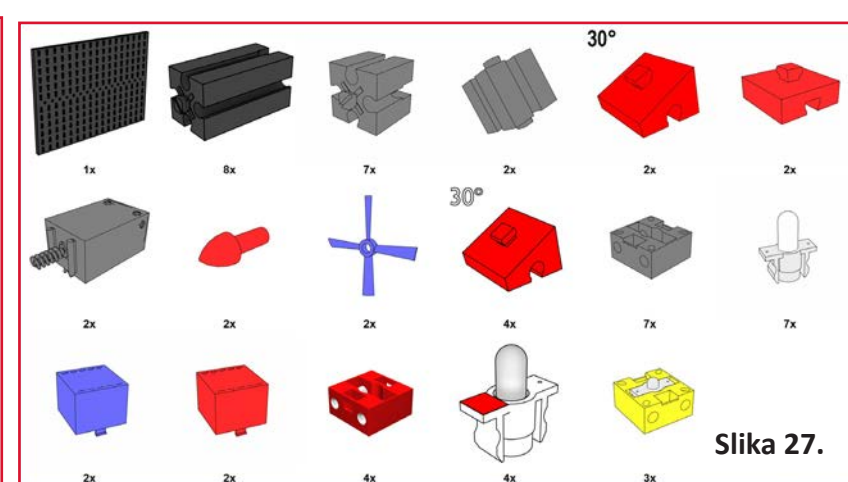 30°
1x 8x 7x 2x 2x 2x
30°
2x 2x 2x 4x 7x 7x
Slika 27.
2x 2x 4x 4x 3x